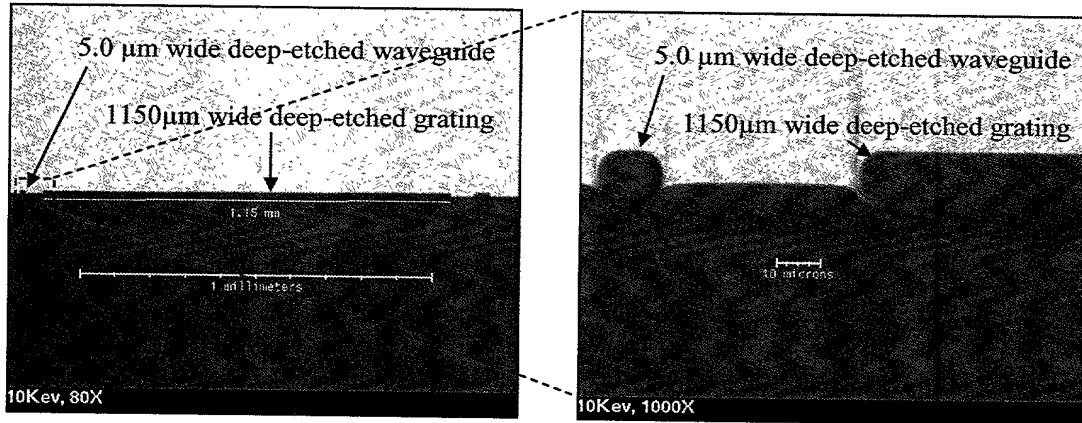 5.0 µm wide deep-etched waveguide
1150µm wide deep-etched grating
1.15 mm
1 millimeters
10Kev, 80X
5.0 µm wide deep-etched waveguide
1150µm wide deep-etched grating
10 microns
10Kev, 1000X